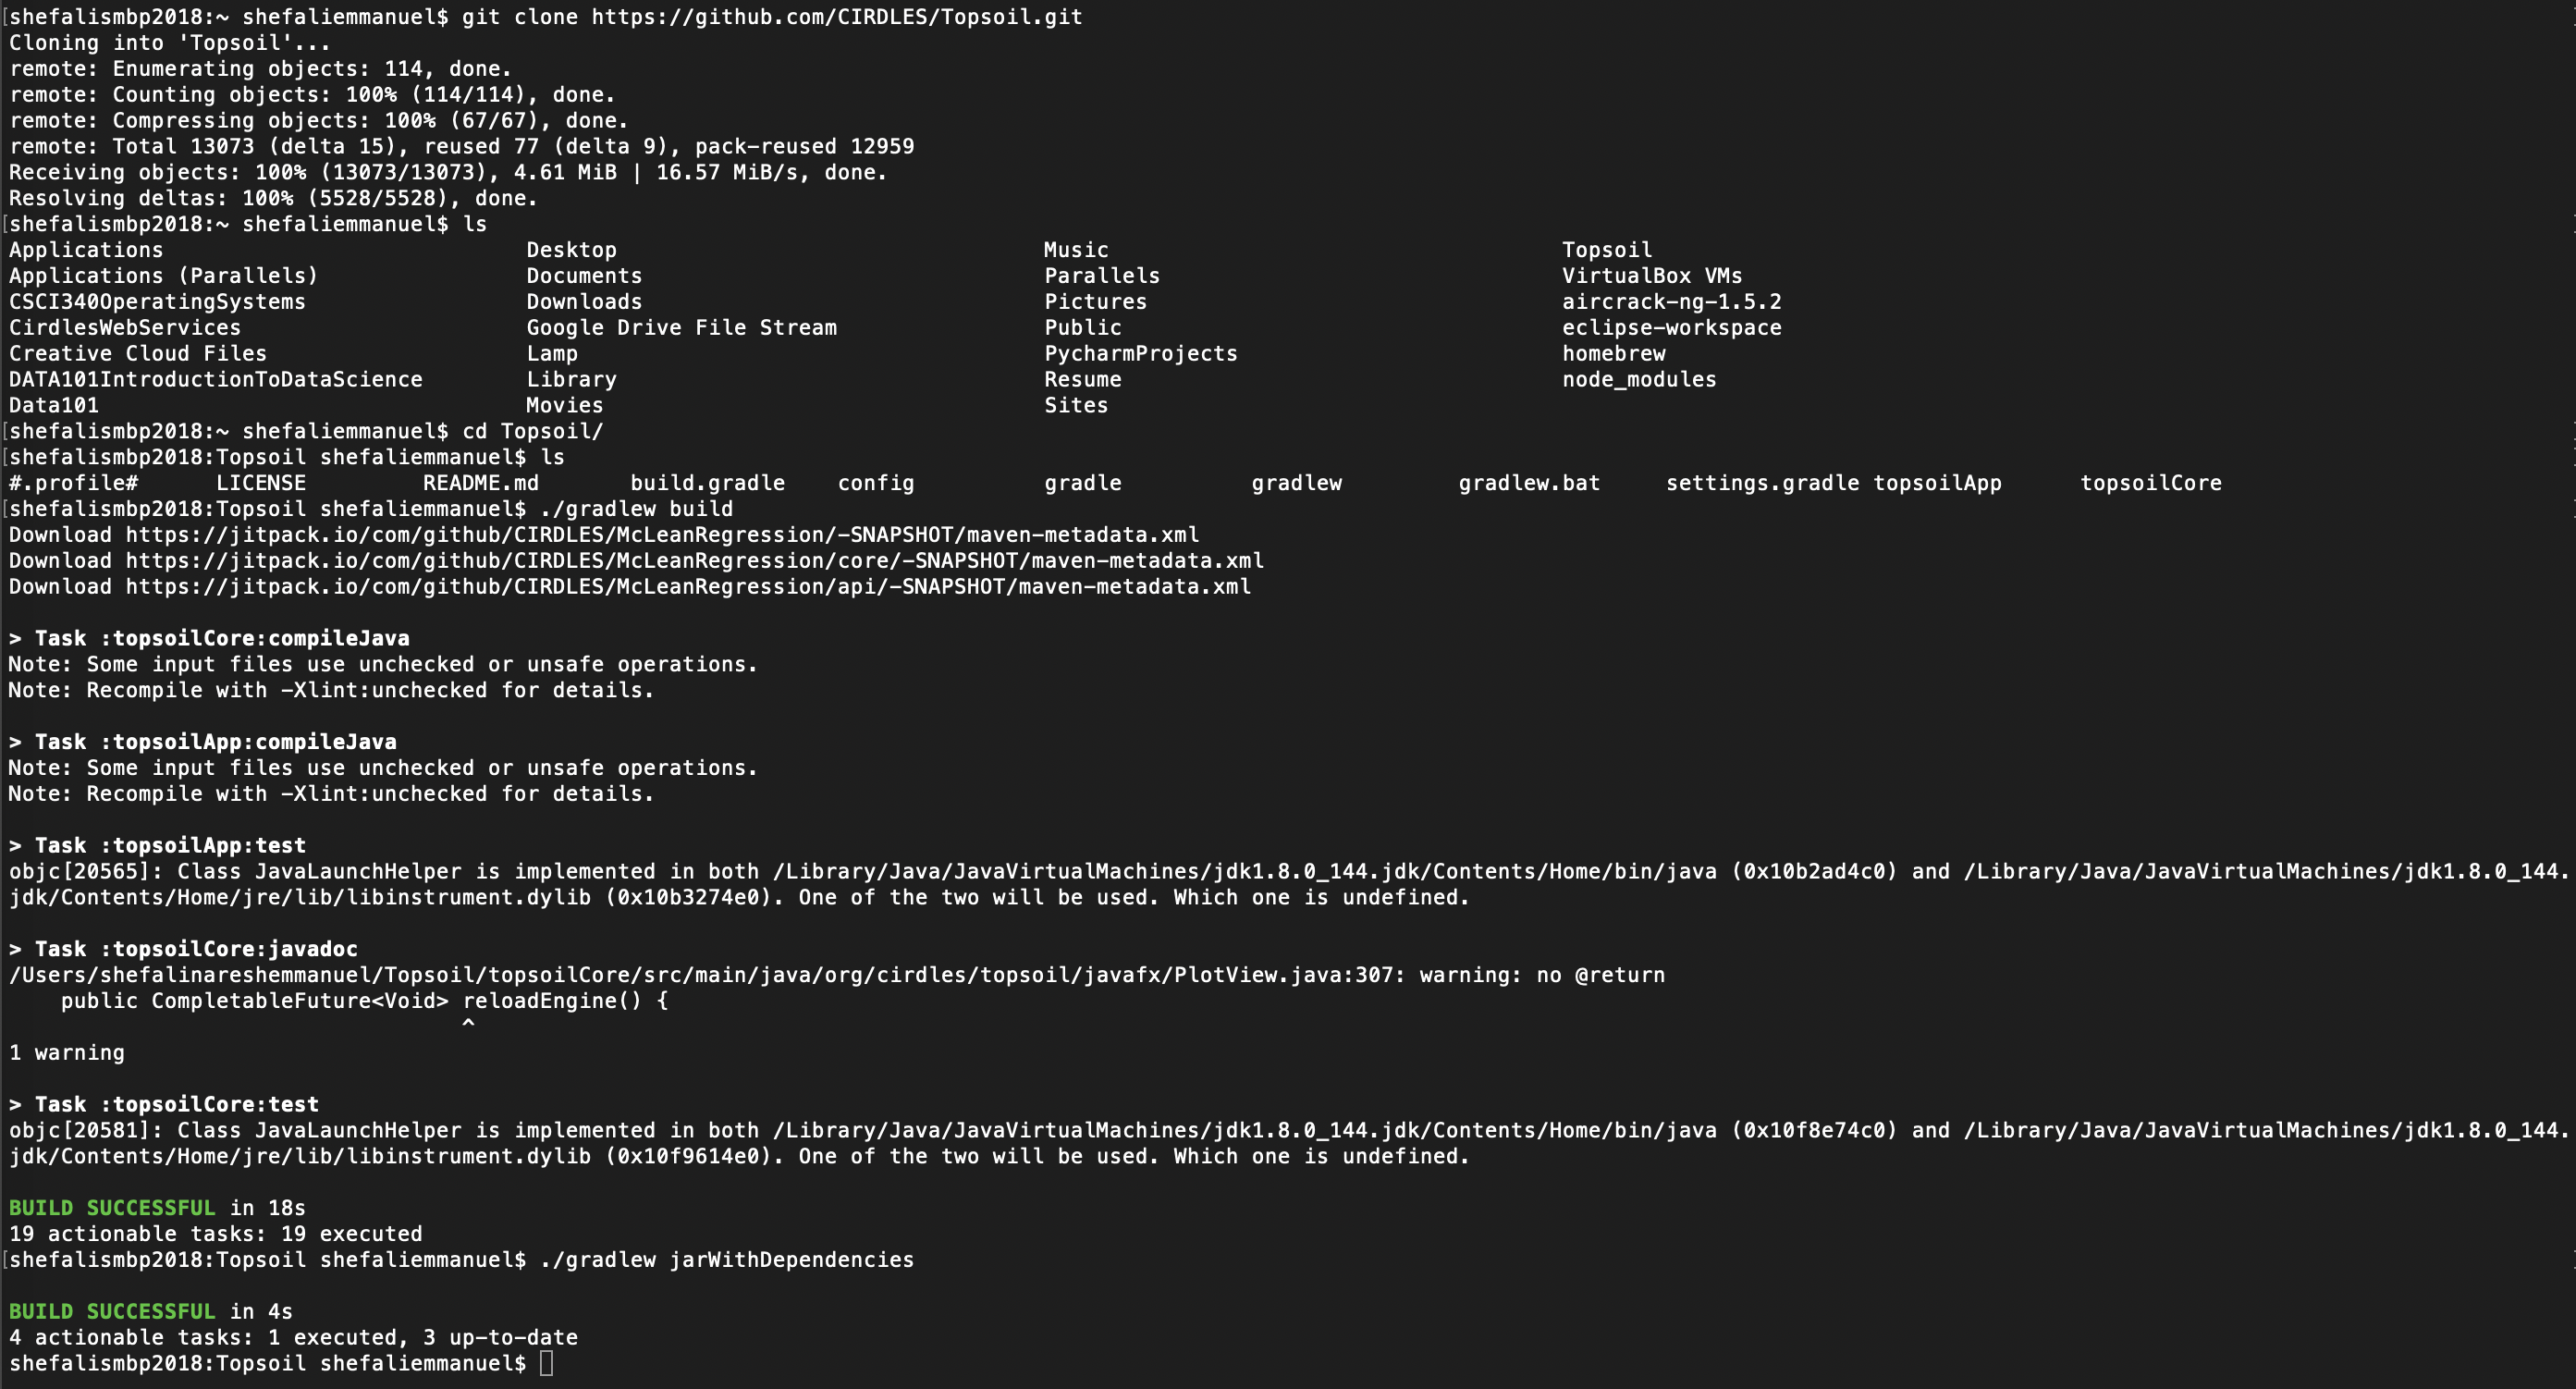 [shefalismbp2018:~ shefaliemmanuel$ git clone https://github.com/CIRDLES/Topsoil.git
Cloning into 'Topsoil'...
remote: Enumerating objects: 114, done.
remote: Counting objects: 100% (114/114), done.
remote: Compressing objects: 100% (67/67), done.
remote: Total 13073 (delta 15), reused 77 (delta 9), pack-reused 12959
Receiving objects: 100% (13073/13073), 4.61 MiB | 16.57 MiB/s, done.
Resolving deltas: 100% (5528/5528), done.
[shefalismbp2018:~ shefaliemmanuel$ ls
Applications Desktop Music Topsoil
Applications (Parallels) Documents Parallels VirtualBox VMs
CSCI340OperatingSystems Downloads Pictures aircrack-ng-1.5.2
CirdlesWebServices Google Drive File Stream Public eclipse-workspace
Creative Cloud Files Lamp PycharmProjects homebrew
DATA101IntroductionToDataScience Library Resume node_modules
Data101 Movies Sites
[shefalismbp2018:~ shefaliemmanuel$ cd Topsoil/
[shefalismbp2018:Topsoil shefaliemmanuel$ ls
#.profile# LICENSE README.md build.gradle config gradle gradlew gradlew.bat settings.gradle topsoilApp topsoilCore
[shefalismbp2018:Topsoil shefaliemmanuel$ ./gradlew build
Download https://jitpack.io/com/github/CIRDLES/McLeanRegression/-SNAPSHOT/maven-metadata.xml
Download https://jitpack.io/com/github/CIRDLES/McLeanRegression/core/-SNAPSHOT/maven-metadata.xml
Download https://jitpack.io/com/github/CIRDLES/McLeanRegression/api/-SNAPSHOT/maven-metadata.xml
> Task :topsoilCore:compileJava
Note: Some input files use unchecked or unsafe operations.
Note: Recompile with -Xlint:unchecked for details.
> Task :topsoilApp:compileJava
Note: Some input files use unchecked or unsafe operations.
Note: Recompile with -Xlint:unchecked for details.
> Task :topsoilApp:test
objc[20565]: Class JavaLaunchHelper is implemented in both /Library/Java/JavaVirtualMachines/jdk1.8.0_144.jdk/Contents/Home/bin/java (0x10b2ad4c0) and /Library/Java/JavaVirtualMachines/jdk1.8.0_144.
jdk/Contents/Home/jre/lib/libinstrument.dylib (0x10b3274e0). One of the two will be used. Which one is undefined.
> Task :topsoilCore:javadoc
/Users/shefalinareshemmanuel/Topsoil/topsoilCore/src/main/java/org/cirdles/topsoil/javafx/PlotView.java:307: warning: no @return
public CompletableFuture<Void> reloadEngine() {
^
1 warning
> Task :topsoilCore:test
objc[20581]: Class JavaLaunchHelper is implemented in both /Library/Java/JavaVirtualMachines/jdk1.8.0_144.jdk/Contents/Home/bin/java (0x10f8e74c0) and /Library/Java/JavaVirtualMachines/jdk1.8.0_144.
jdk/Contents/Home/jre/lib/libinstrument.dylib (0x10f9614e0). One of the two will be used. Which one is undefined.
BUILD SUCCESSFUL in 18s
19 actionable tasks: 19 executed
[shefalismbp2018:Topsoil shefaliemmanuel$ ./gradlew jarWithDependencies
BUILD SUCCESSFUL in 4s
4 actionable tasks: 1 executed, 3 up-to-date
shefalismbp2018:Topsoil shefaliemmanuel$